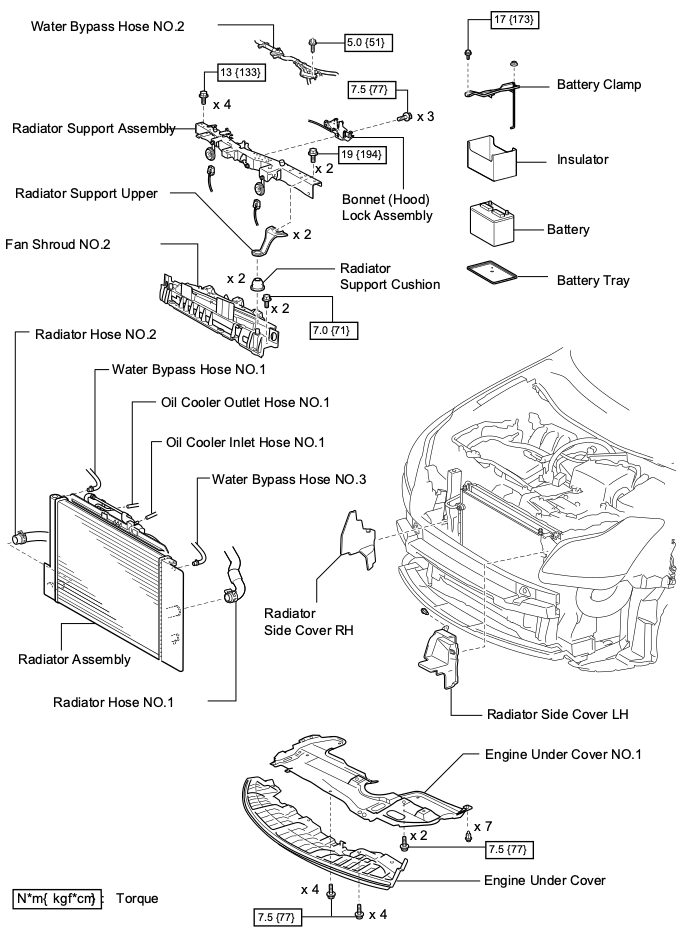 Water Bypass Hose NO.2
5.0 {51}
17 {173}
13 {133}
x 4
7.5 {77}
x 3
Battery Clamp
Radiator Support Assembly
19 {194}
x 2
Insulator
Radiator Support Upper
Bonnet (Hood)
Lock Assembly
x 2
Battery
Fan Shroud NO.2
x 2
Radiator
Support Cushion
Battery Tray
x 2
7.0 {71}
Radiator Hose NO.2
Water Bypass Hose NO.1
Oil Cooler Outlet Hose NO.1
Oil Cooler Inlet Hose NO.1
Water Bypass Hose NO.3
Radiator
Side Cover RH
Radiator Assembly
Radiator Hose NO.1
Radiator Side Cover LH
Engine Under Cover NO.1
x 7
x 2
7.5 {77}
Engine Under Cover
x 4
x 4
7.5 {77}
N*m{ kgf*cm} : Torque